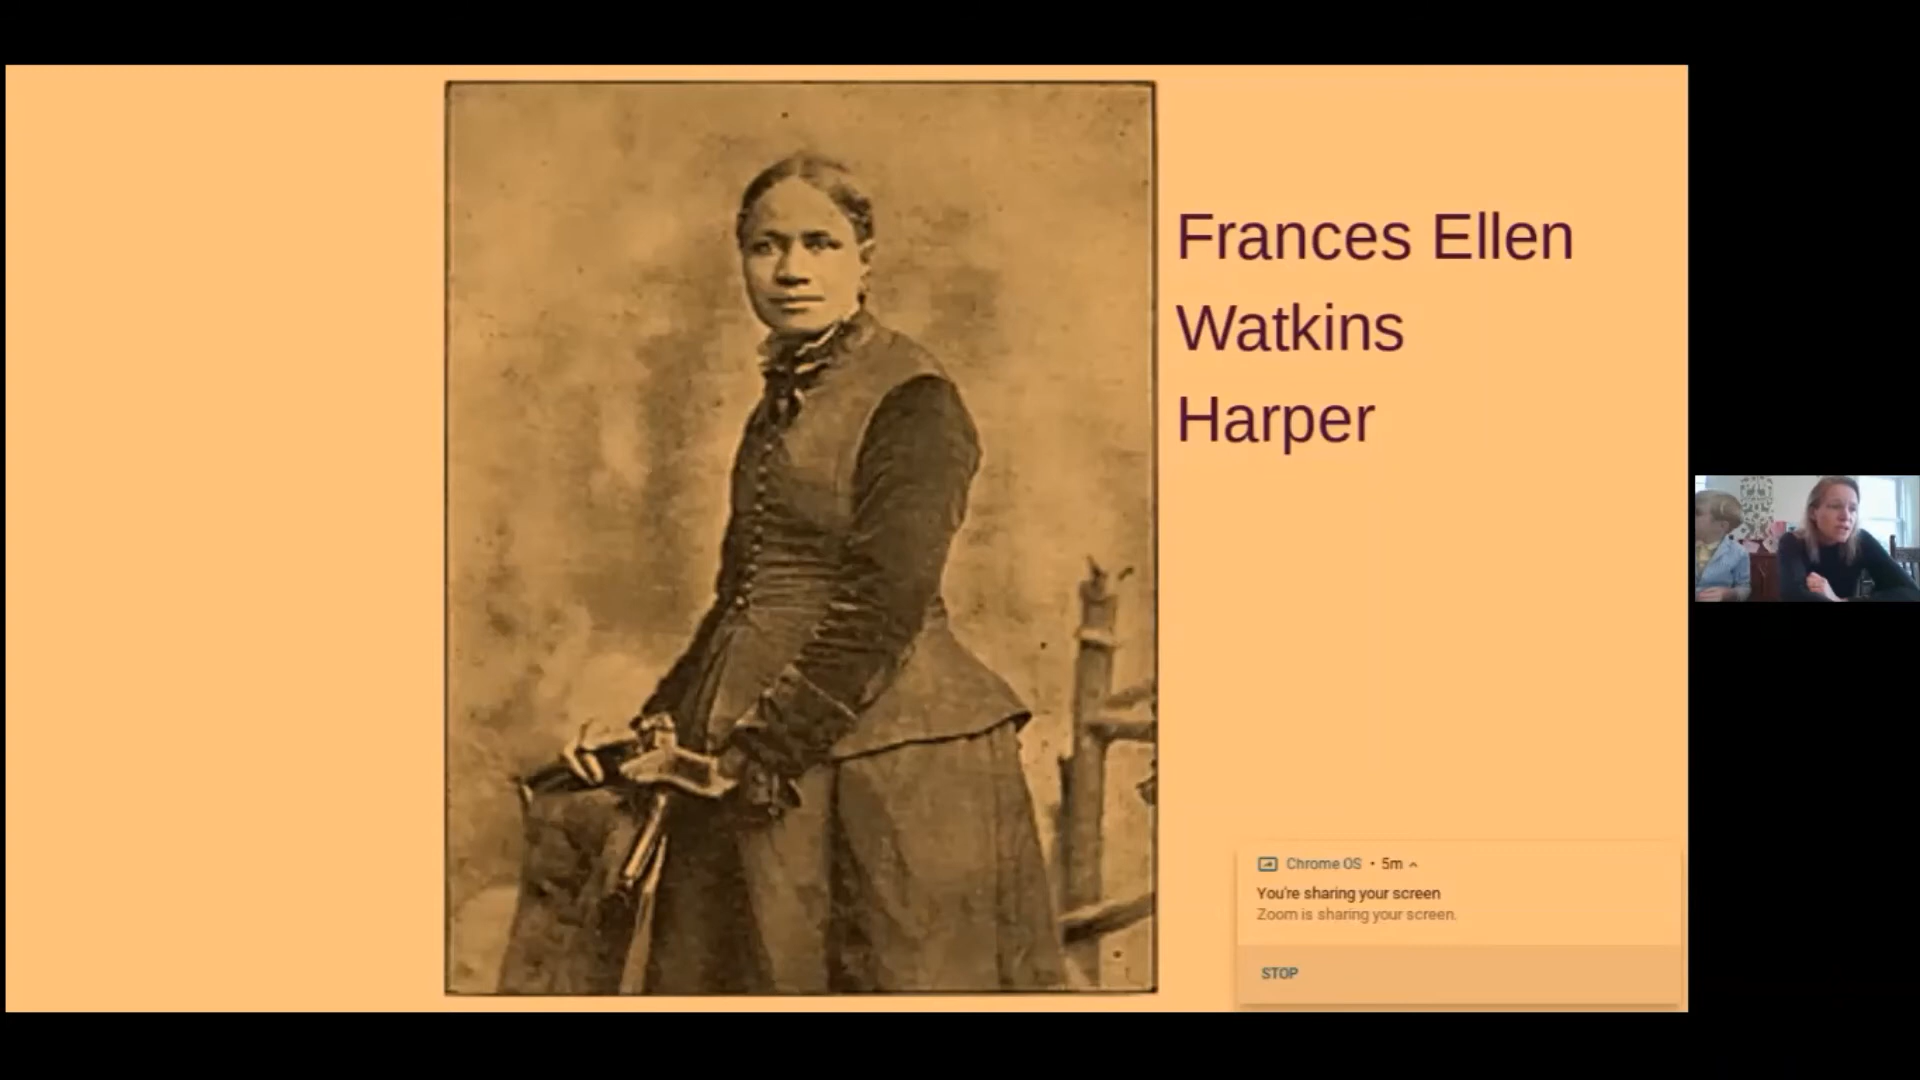 Frances Ellen
Watkins
Harper
Chrome OS • 5m
You're sharing your screen
Zoom is sharing your screen.
STOP